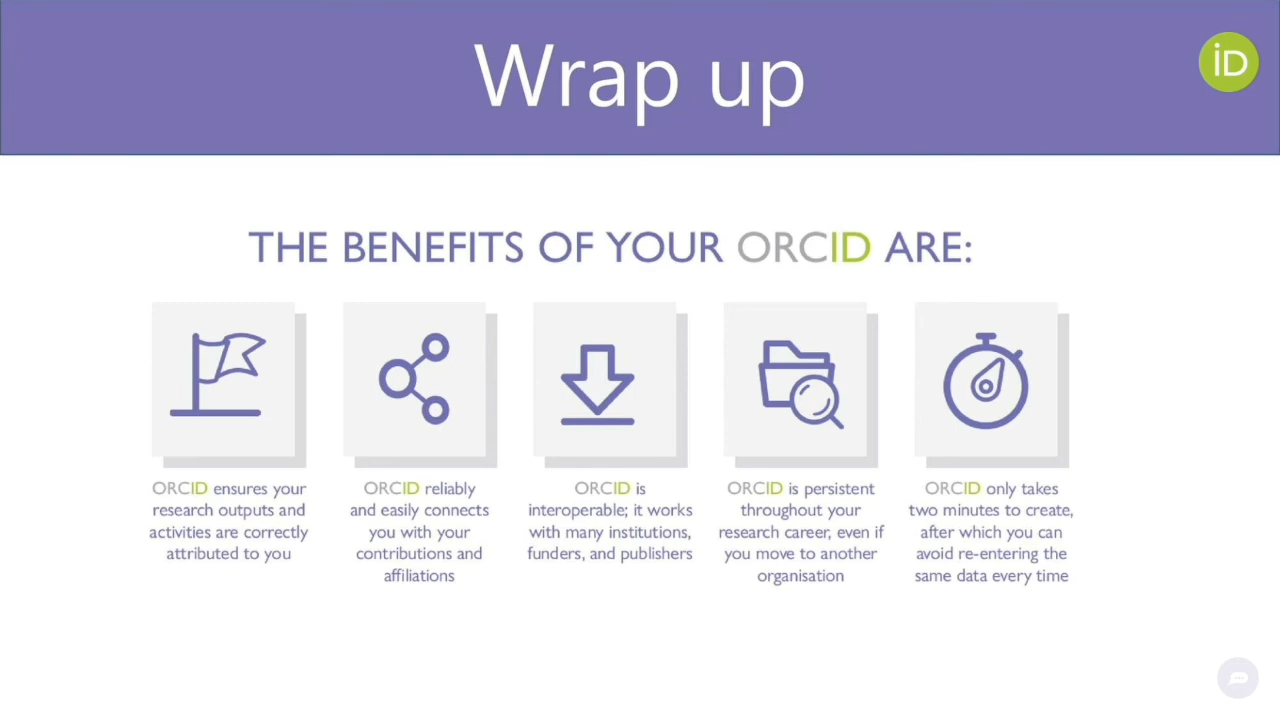 Wrap up
iD
THE BENEFITS OF YOUR ORCID ARE:
ORCID ensures your
research outputs and
activities are correctly
attributed to you
ORCID reliably
and easily connects
you with your
contributions and
affiliations
ORCID is
interoperable; it works
with many institutions,
funders, and publishers
ORCID is persistent
throughout your
research career, even if
you move to another
organisation
ORCID only takes
two minutes to create,
after which you can
avoid re-entering the
same data every time